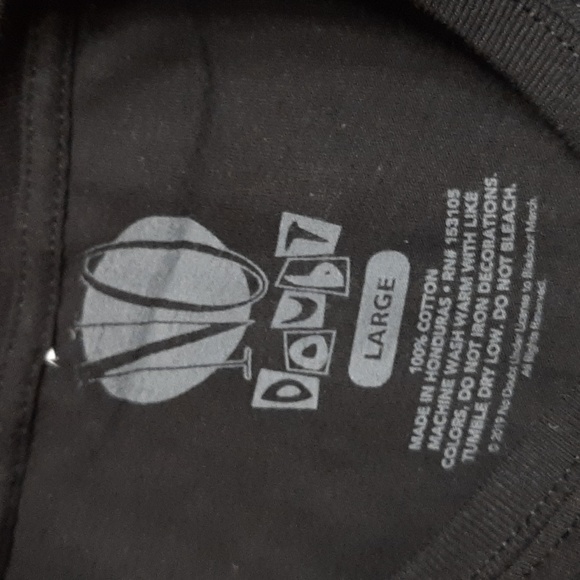 NO
DOUBT
LARGE
100% COTTON
MADE IN HONDURAS • RN# 153105
MACHINE WASH WARM WITH LIKE
COLORS, DO NOT IRON DECORATIONS.
TUMBLE DRY LOW. DO NOT BLEACH.
© 2019 No Doubt Under License to Blackout Merch.
All Rights Reserved.